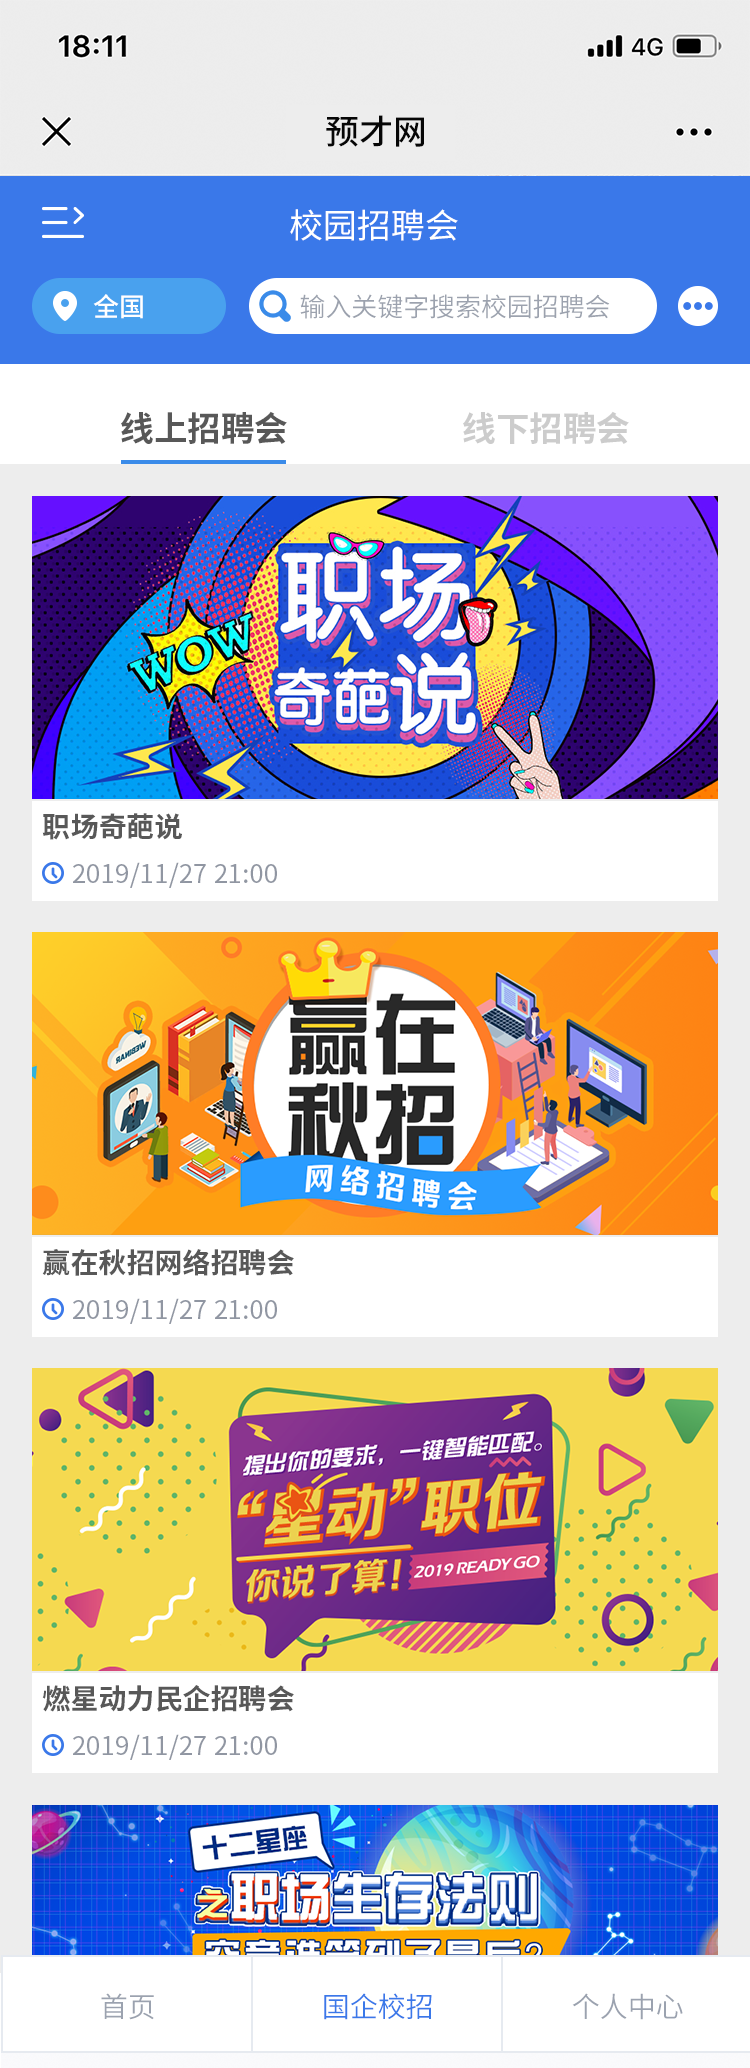 18:11
4G
预才网
校园招聘会
全国
输入关键字搜索校园招聘会
线上招聘会
线下招聘会
WOW
职场
奇葩说
职场奇葩说
2019/11/27 21:00
WEBINAR
赢在
秋招
网络招聘会
赢在秋招网络招聘会
2019/11/27 21:00
提出你的要求，一键智能匹配。
“星动”职位
你说了算！
2019 READY GO
燃星动力民企招聘会
2019/11/27 21:00
十二星座
之职场生存法则
首页
国企校招
个人中心